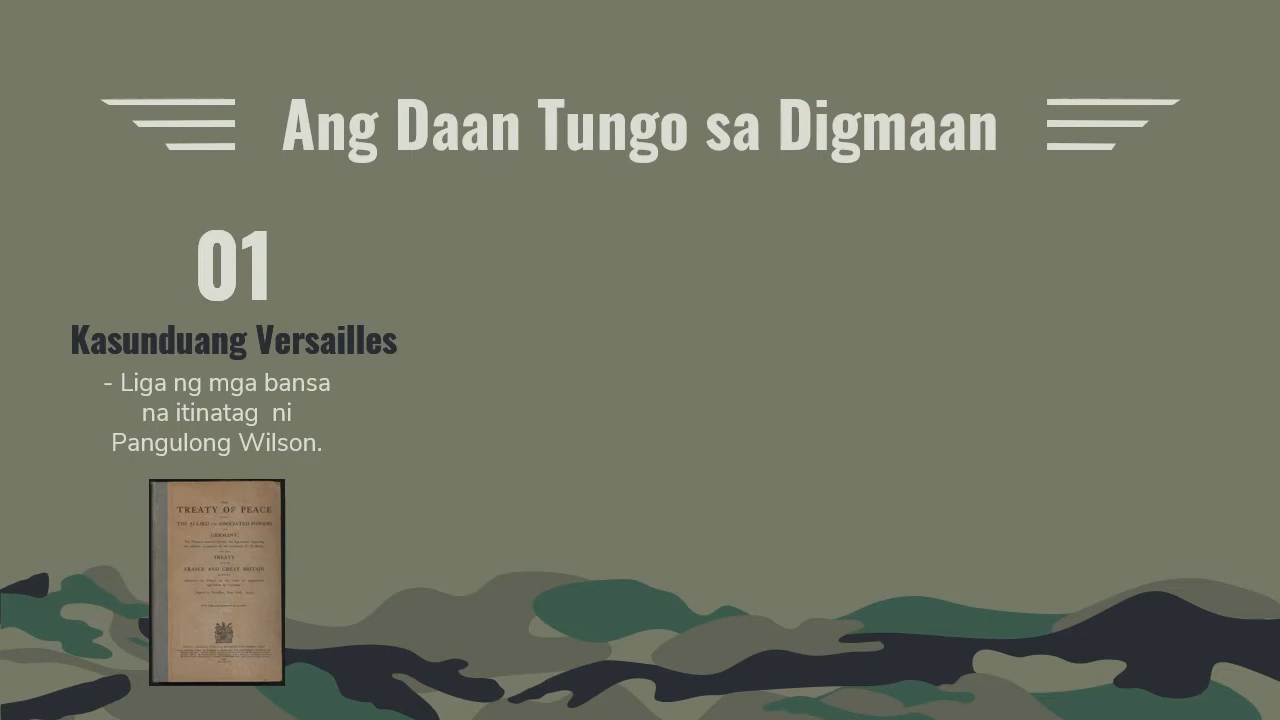 Ang Daan Tungo sa Digmaan
01
Kasunduang Versailles
- Liga ng mga bansa
na itinatag ni
Pangulong Wilson.
TREATY OF PEACE
THE ALLIED AND ASSOCIATED POWERS
GERMANY,
TREATY
FRANCE AND GREAT BRITAIN